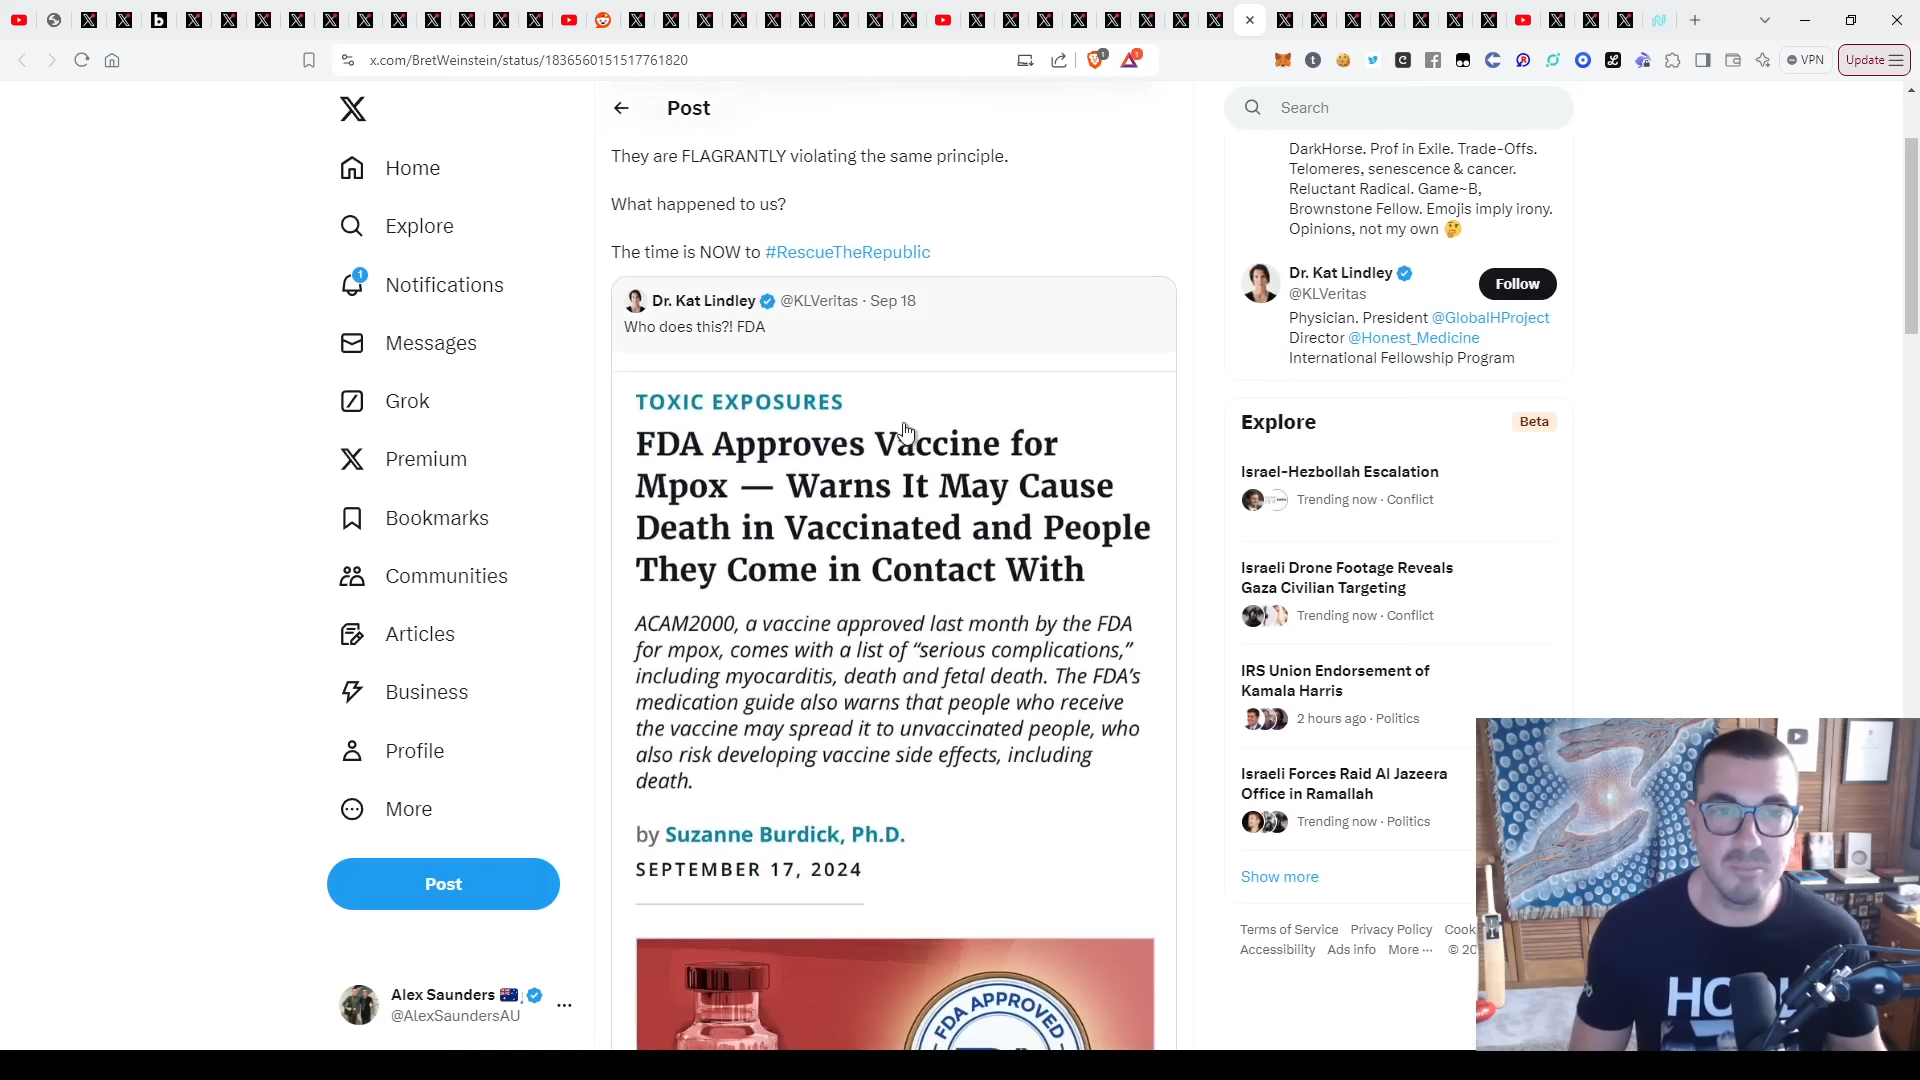 x.com/BretWeinstein/status/1836560151517761820
VPN
Update
Home
Explore
1
Notifications
Messages
Grok
Premium
Bookmarks
Communities
Articles
Business
Profile
More
Post
Alex Saunders
@AlexSaundersAU
Post
They are FLAGRANTLY violating the same principle.
What happened to us?
The time is NOW to #RescueTheRepublic
Dr. Kat Lindley @KLVeritas · Sep 18
Who does this?! FDA
TOXIC EXPOSURES
FDA Approves Vaccine for
Mpox — Warns It May Cause
Death in Vaccinated and People
They Come in Contact With
ACAM2000, a vaccine approved last month by the FDA
for mpox, comes with a list of “serious complications,”
including myocarditis, death and fetal death. The FDA’s
medication guide also warns that people who receive
the vaccine may spread it to unvaccinated people, who
also risk developing vaccine side effects, including
death.
by Suzanne Burdick, Ph.D.
SEPTEMBER 17, 2024
FDA APPROVED
Search
DarkHorse. Prof in Exile. Trade-Offs.
Telomeres, senescence & cancer.
Reluctant Radical. Game~B,
Brownstone Fellow. Emojis imply irony.
Opinions, not my own 🤔
Dr. Kat Lindley
@KLVeritas
Follow
Physician. President @GlobalHProject
Director @Honest_Medicine
International Fellowship Program
Explore
Beta
Israel-Hezbollah Escalation
Trending now · Conflict
Israeli Drone Footage Reveals
Gaza Civilian Targeting
Trending now · Conflict
IRS Union Endorsement of
Kamala Harris
2 hours ago · Politics
Israeli Forces Raid Al Jazeera
Office in Ramallah
Trending now · Politics
Show more
Terms of Service Privacy Policy
Accessibility Ads info More ···